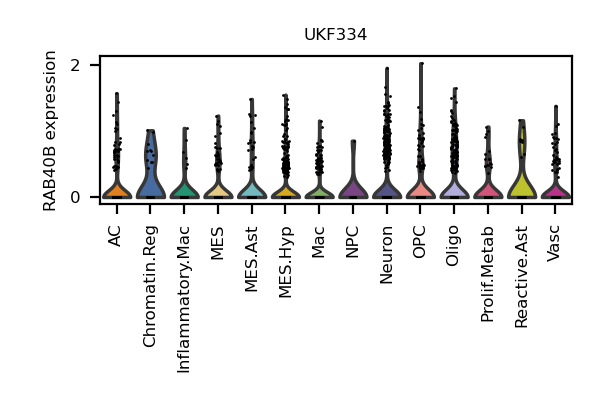 UKF334
RAB40B expression
2
0
AC
Chromatin.Reg
Inflammatory.Mac
MES
MES.Ast
MES.Hyp
Mac
NPC
Neuron
OPC
Oligo
Prolif.Metab
Reactive.Ast
Vasc